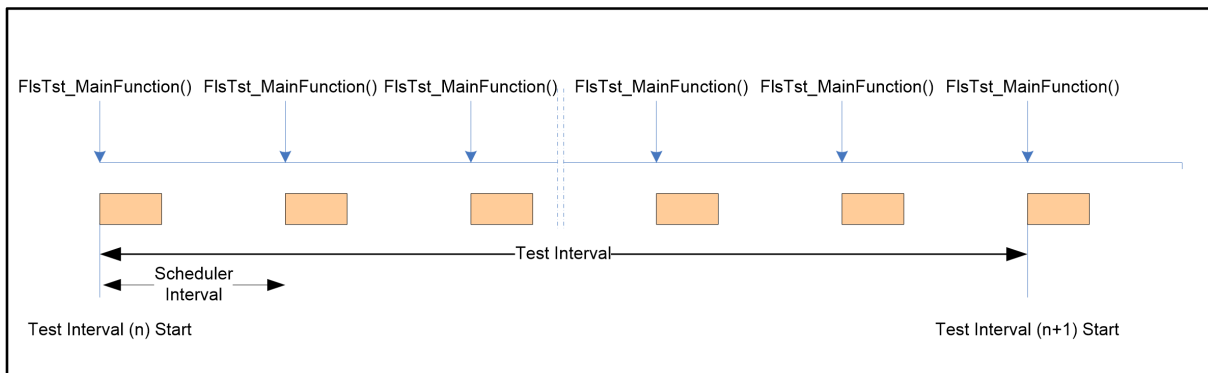 FlsTst_MainFunction() FlsTst_MainFunction() FlsTst_MainFunction() FlsTst_MainFunction() FlsTst_MainFunction() FlsTst_MainFunction()
Test Interval
Scheduler
Interval
Test Interval (n) Start
Test Interval (n+1) Start